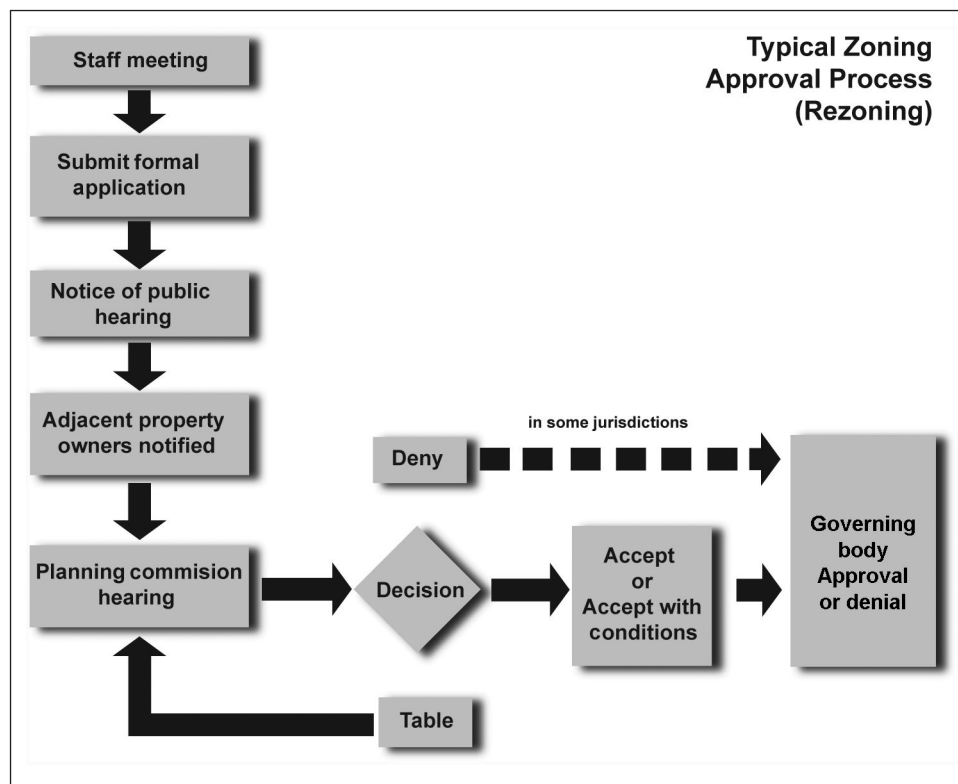 Typical Zoning
Approval Process
(Rezoning)
Staff meeting
Submit formal
application
Notice of public
hearing
Adjacent property
owners notified
Planning commision
hearing
Decision
Deny
in some jurisdictions
Accept
or
Accept with
conditions
Governing
body
Approval
or denial
Table